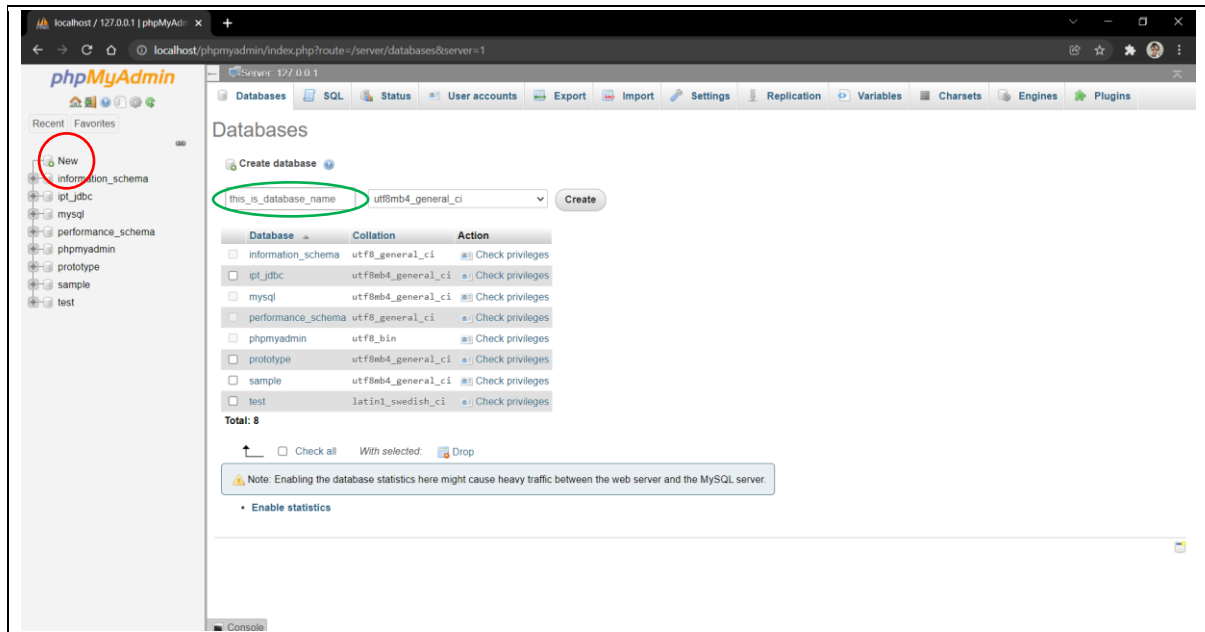 localhost / 127.0.0.1 | phpMyAdm
localhost/phpmyadmin/index.php?route=/server/databases&server=1
phpMyAdmin
Recent Favorites
New
information_schema
ipt_jdbc
mysql
performance_schema
phpmyadmin
prototype
sample
test
Server: 127.0.0.1
Databases SQL Status User accounts Export Import Settings Replication Variables Charsets Engines Plugins
Databases
Create database
this_is_database_name utf8mb4_general_ci Create
Database Collation Action
information_schema utf8_general_ci Check privileges
ipt_jdbc utf8mb4_general_ci Check privileges
mysql utf8mb4_general_ci Check privileges
performance_schema utf8_general_ci Check privileges
phpmyadmin utf8_bin Check privileges
prototype utf8mb4_general_ci Check privileges
sample utf8mb4_general_ci Check privileges
test latin1_swedish_ci Check privileges
Total: 8
Check all With selected: Drop
Note: Enabling the database statistics here might cause heavy traffic between the web server and the MySQL server.
• Enable statistics
Console